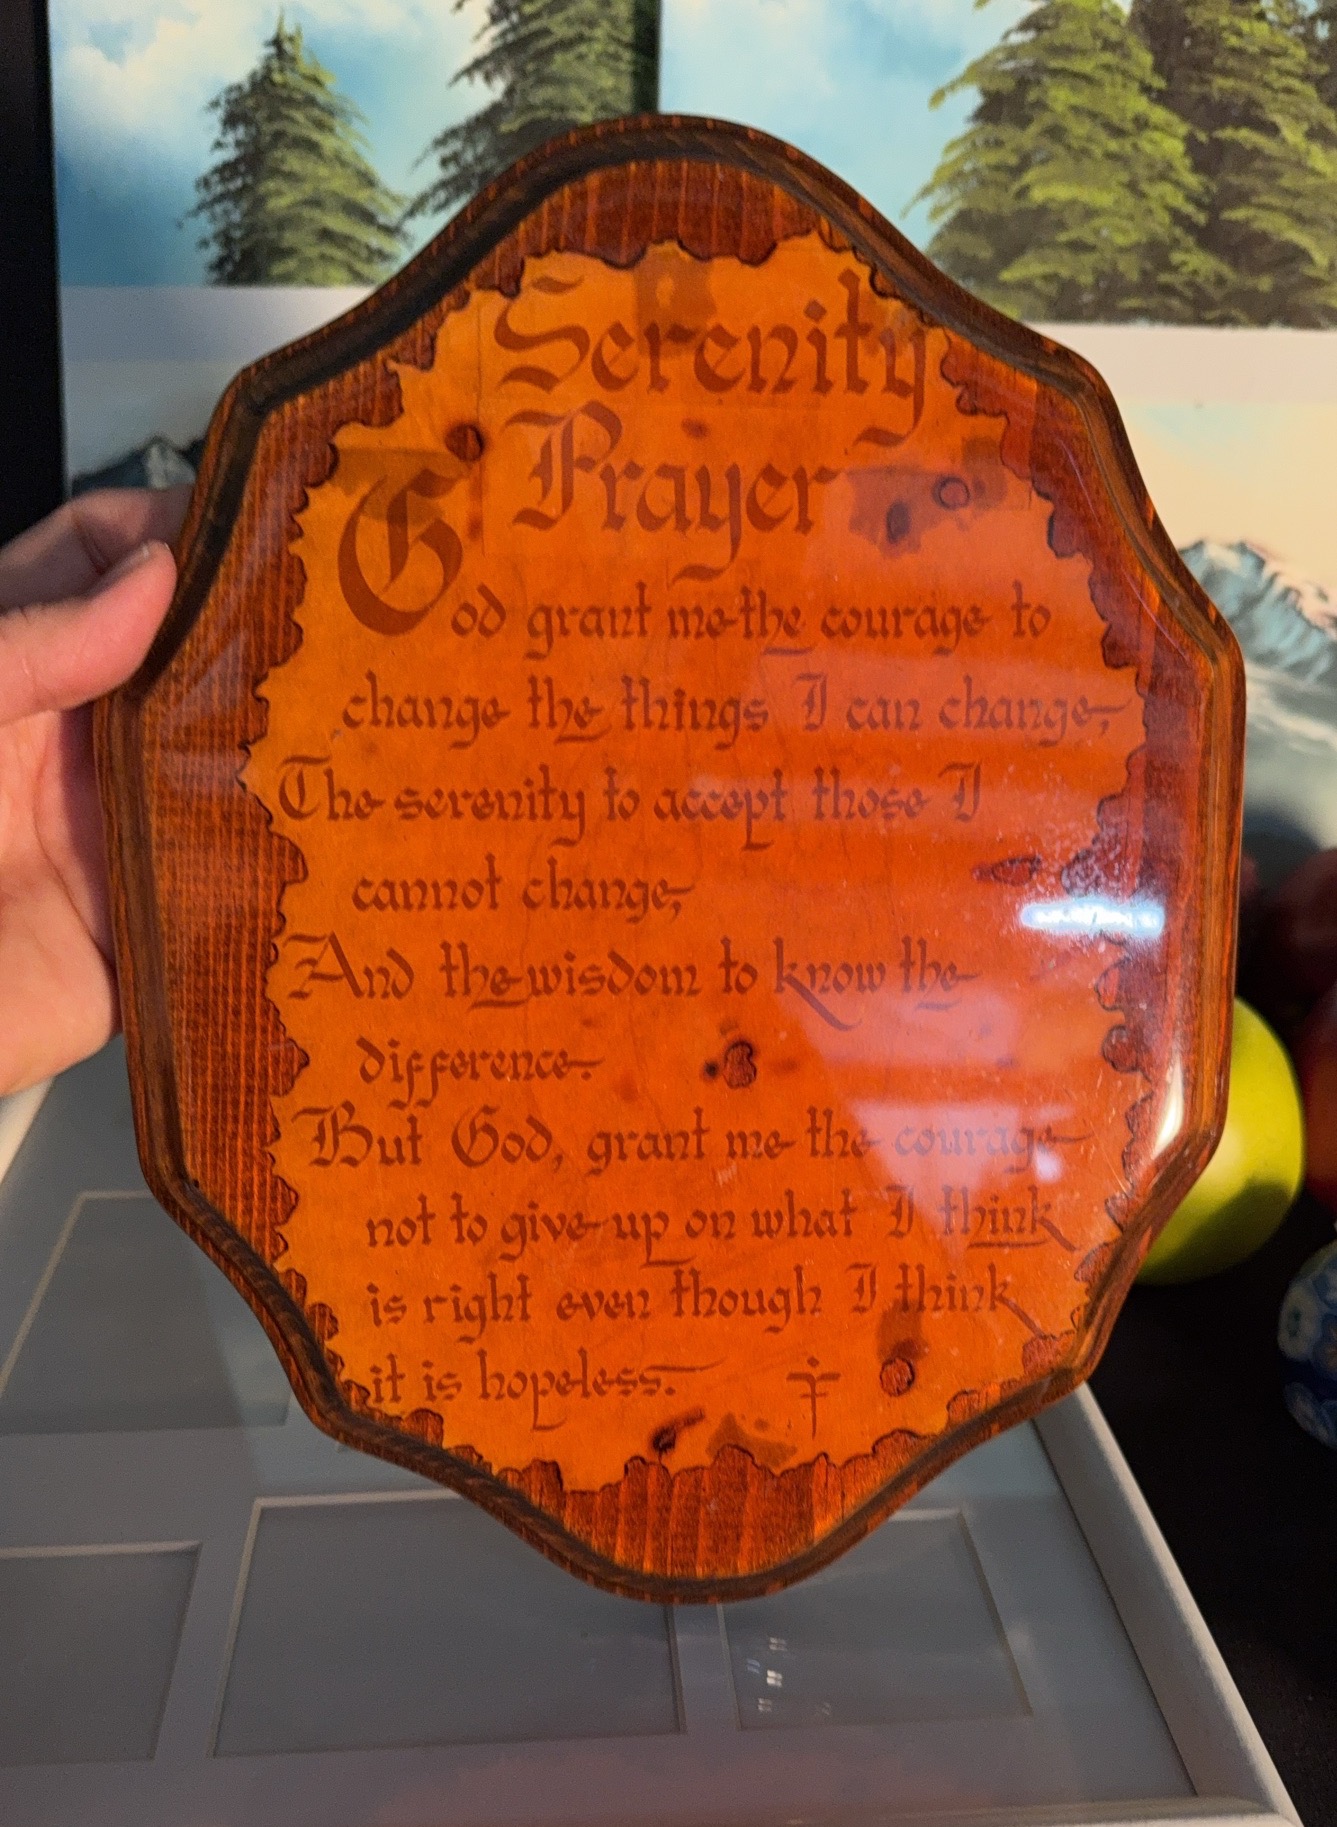 Serenity
Prayer
God grant me the courage to
change the things I can change,
The serenity to accept those I
cannot change,
And the wisdom to know the
difference.
But God, grant me the courage
not to give up on what I think
is right even though I think
it is hopeless.